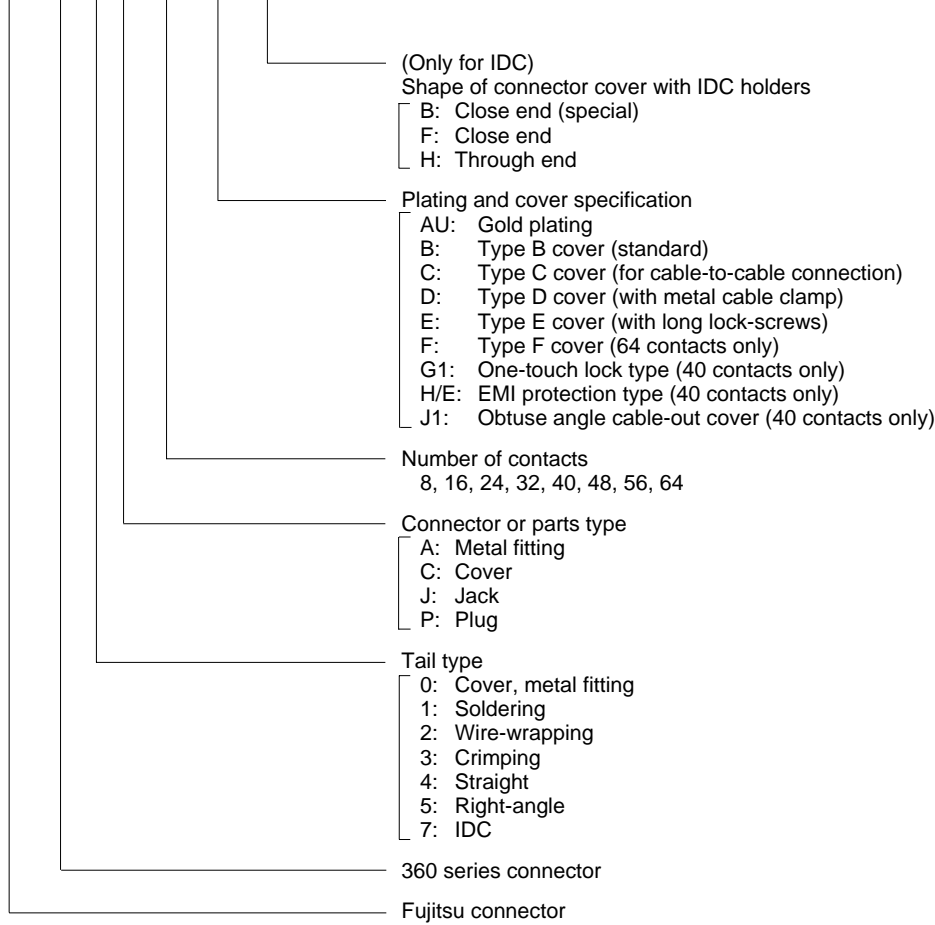 (Only for IDC)
Shape of connector cover with IDC holders
B: Close end (special)
F: Close end
H: Through end
Plating and cover specification
AU: Gold plating
B: Type B cover (standard)
C: Type C cover (for cable-to-cable connection)
D: Type D cover (with metal cable clamp)
E: Type E cover (with long lock-screws)
F: Type F cover (64 contacts only)
G1: One-touch lock type (40 contacts only)
H/E: EMI protection type (40 contacts only)
J1: Obtuse angle cable-out cover (40 contacts only)
Number of contacts
8, 16, 24, 32, 40, 48, 56, 64
Connector or parts type
A: Metal fitting
C: Cover
J: Jack
P: Plug
Tail type
0: Cover, metal fitting
1: Soldering
2: Wire-wrapping
3: Crimping
4: Straight
5: Right-angle
7: IDC
360 series connector
Fujitsu connector